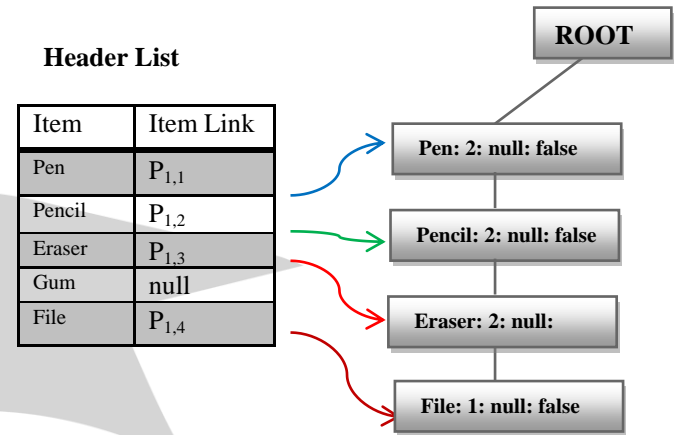 ROOT
Header List
Item Item Link
Pen P1,1
Pencil P1,2
Eraser P1,3
Gum null
File P1,4
Pen: 2: null: false
Pencil: 2: null: false
Eraser: 2: null:
File: 1: null: false